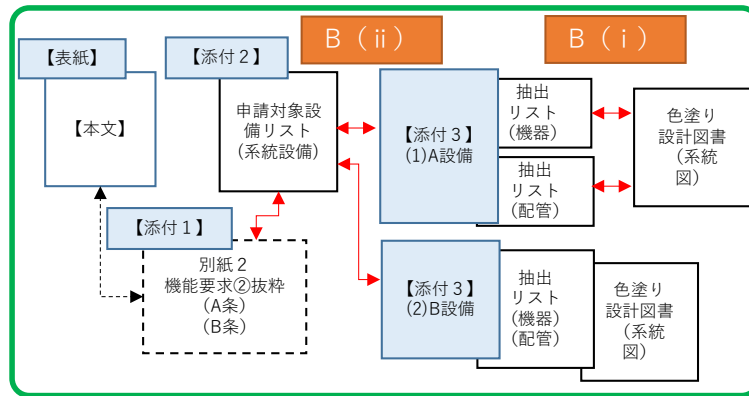 B（ii）
B（i）
【表紙】
【本文】
【添付２】
申請対象設
備リスト
(系統設備)
【添付１】
別紙２
機能要求②抜粋
(A条)
(B条)
【添付３】
(1)A設備
抽出
リスト
(機器)
抽出
リスト
(配管)
色塗り
設計図書
(系統
図)
【添付３】
(2)B設備
抽出
リスト
(機器)
(配管)
色塗り
設計図書
(系統
図)